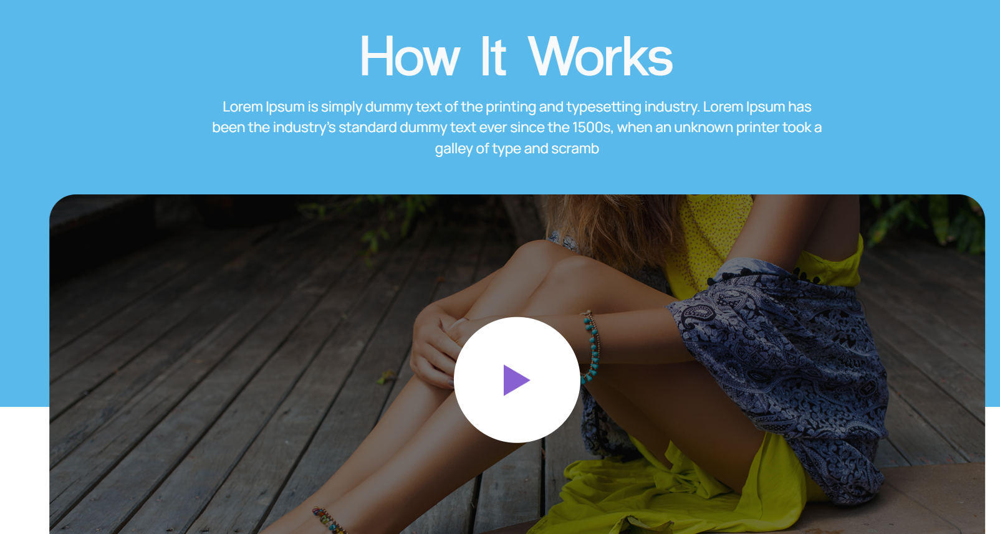 How It Works
Lorem Ipsum is simply dummy text of the printing and typesetting industry. Lorem Ipsum has
been the industry's standard dummy text ever since the 1500s, when an unknown printer took a
galley of type and scramb